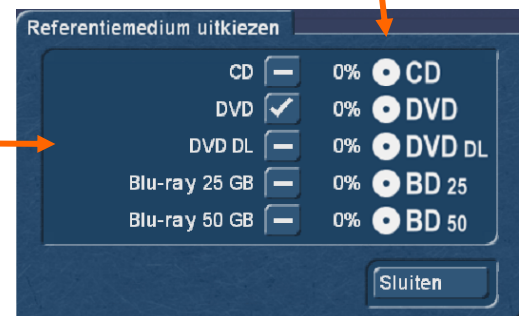 Referentiemedium uitkiezen
CD 0% CD
DVD 0% DVD
DVD DL 0% DVD DL
Blu-ray 25 GB 0% BD 25
Blu-ray 50 GB 0% BD 50
Sluiten